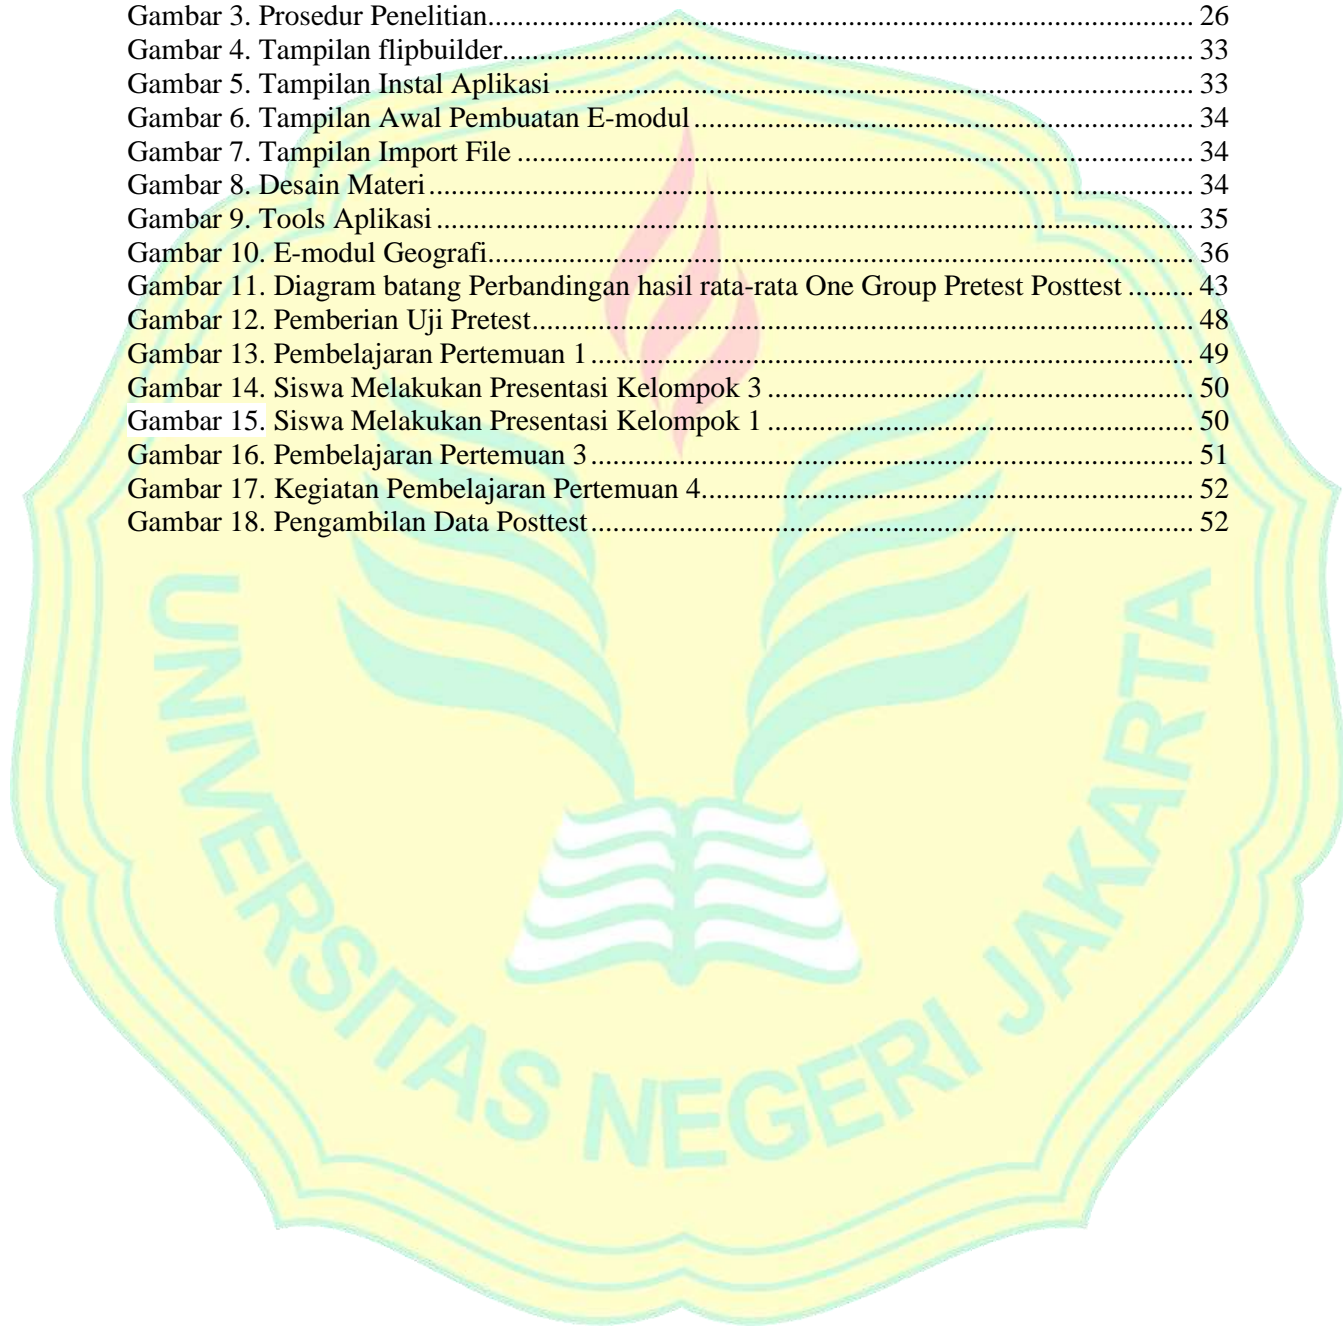 Gambar 3. Prosedur Penelitian............................................................................................ 26
Gambar 4. Tampilan flipbuilder.......................................................................................... 33
Gambar 5. Tampilan Instal Aplikasi.................................................................................... 33
Gambar 6. Tampilan Awal Pembuatan E-modul................................................................. 34
Gambar 7. Tampilan Import File......................................................................................... 34
Gambar 8. Desain Materi.................................................................................................... 34
Gambar 9. Tools Aplikasi................................................................................................... 35
Gambar 10. E-modul Geografi............................................................................................ 36
Gambar 11. Diagram batang Perbandingan hasil rata-rata One Group Pretest Posttest ........ 43
Gambar 12. Pemberian Uji Pretest...................................................................................... 48
Gambar 13. Pembelajaran Pertemuan 1............................................................................... 49
Gambar 14. Siswa Melakukan Presentasi Kelompok 3 ....................................................... 50
Gambar 15. Siswa Melakukan Presentasi Kelompok 1 ....................................................... 50
Gambar 16. Pembelajaran Pertemuan 3............................................................................... 51
Gambar 17. Kegiatan Pembelajaran Pertemuan 4................................................................ 52
Gambar 18. Pengambilan Data Posttest............................................................................... 52
UNIVERSITAS NEGERI JAKARTA